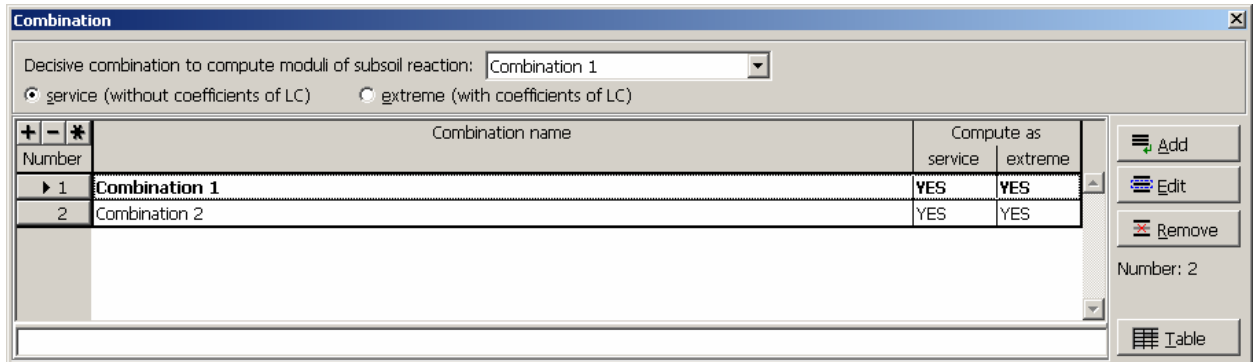 Combination
Decisive combination to compute moduli of subsoil reaction: Combination 1
service (without coefficients of LC) extreme (with coefficients of LC)
Combination name Compute as
Number service extreme
1 Combination 1 YES YES
2 Combination 2 YES YES
Add
Edit
Remove
Number: 2
Table